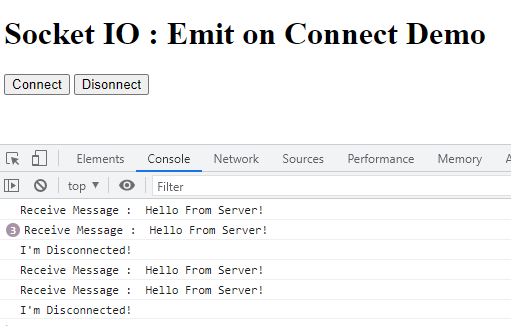 Socket IO : Emit on Connect Demo
Connect Disonnect
Elements Console Network Sources Performance Memory A
top ▼ Filter
Receive Message :  Hello From Server!
3 Receive Message :  Hello From Server!
I'm Disconnected!
Receive Message :  Hello From Server!
Receive Message :  Hello From Server!
I'm Disconnected!